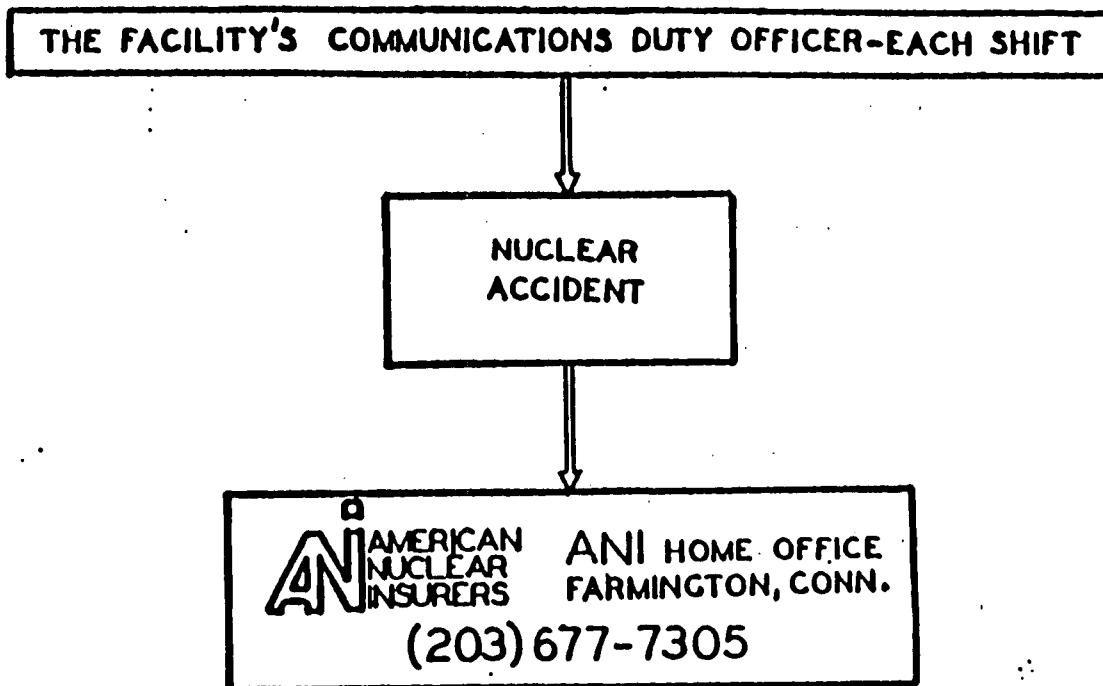 THE FACILITY'S COMMUNICATIONS DUTY OFFICER-EACH SHIFT
NUCLEAR
ACCIDENT
ANI
AMERICAN
NUCLEAR
INSURERS
ANI HOME OFFICE
FARMINGTON, CONN.
(203) 677-7305